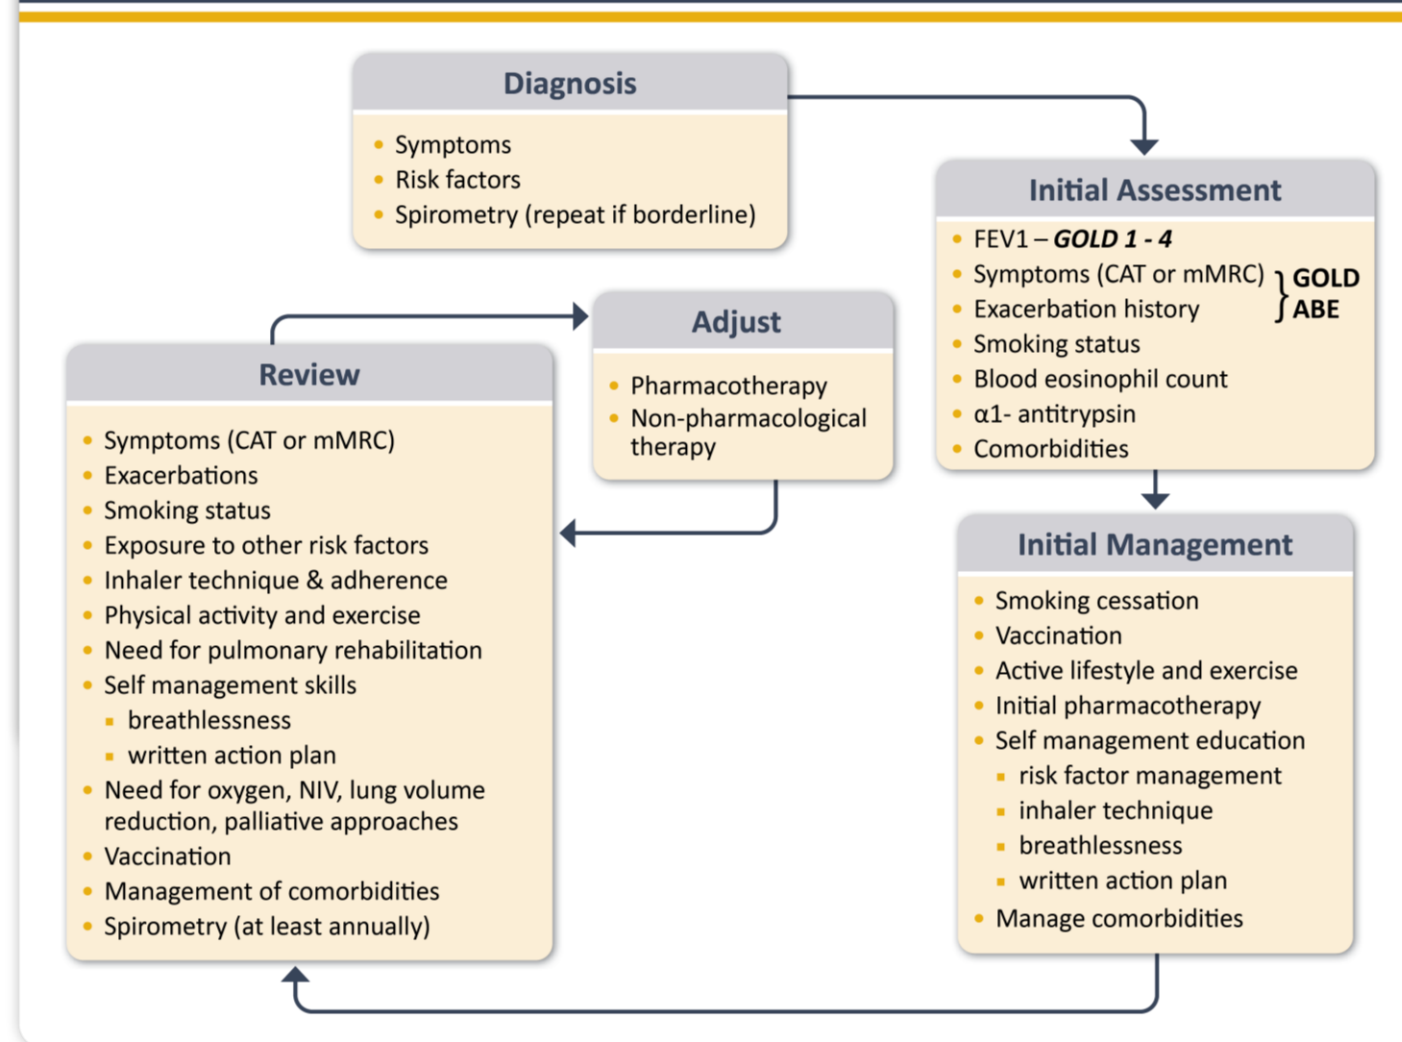 Diagnosis
• Symptoms
• Risk factors
• Spirometry (repeat if borderline)
Initial Assessment
• FEV1 – GOLD 1 - 4
• Symptoms (CAT or mMRC)
• Exacerbation history
} GOLD
ABE
• Smoking status
• Blood eosinophil count
• α1- antitrypsin
• Comorbidities
Initial Management
• Smoking cessation
• Vaccination
• Active lifestyle and exercise
• Initial pharmacotherapy
• Self management education
▪ risk factor management
▪ inhaler technique
▪ breathlessness
▪ written action plan
• Manage comorbidities
Review
• Symptoms (CAT or mMRC)
• Exacerbations
• Smoking status
• Exposure to other risk factors
• Inhaler technique & adherence
• Physical activity and exercise
• Need for pulmonary rehabilitation
• Self management skills
▪ breathlessness
▪ written action plan
• Need for oxygen, NIV, lung volume
reduction, palliative approaches
• Vaccination
• Management of comorbidities
• Spirometry (at least annually)
Adjust
• Pharmacotherapy
• Non-pharmacological
therapy